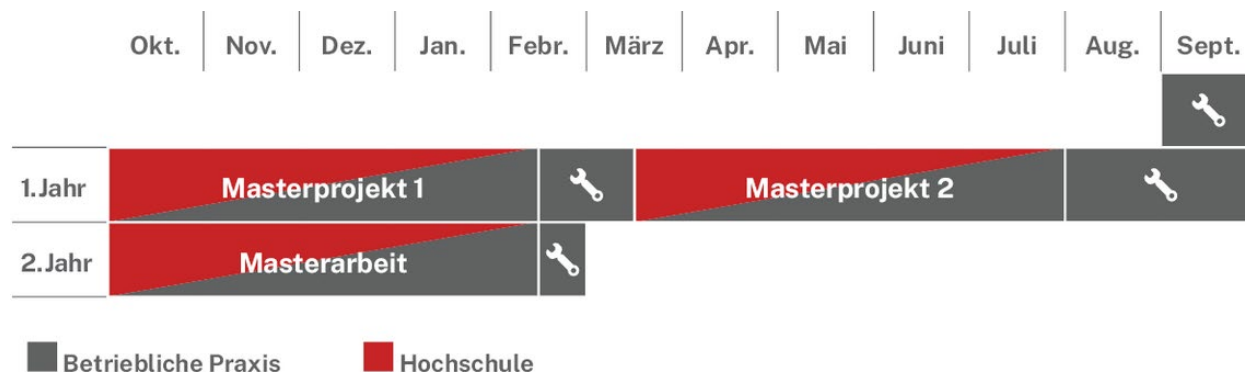 Okt. Nov. Dez. Jan. Febr. März Apr. Mai Juni Juli Aug. Sept.
1.Jahr Masterprojekt 1 Masterprojekt 2
2.Jahr Masterarbeit
Betriebliche Praxis Hochschule